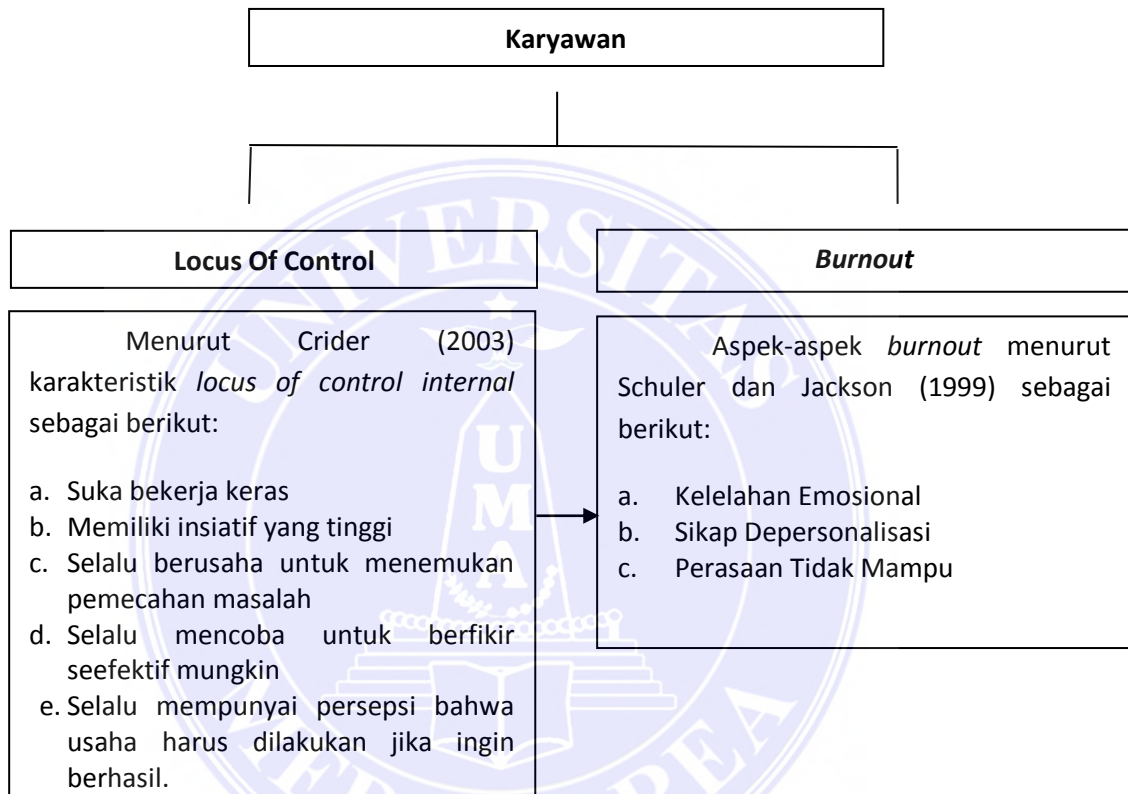 Karyawan
Locus Of Control
Menurut Crider (2003)
karakteristik locus of control internal
sebagai berikut:
a. Suka bekerja keras
b. Memiliki insiatif yang tinggi
c. Selalu berusaha untuk menemukan
pemecahan masalah
d. Selalu mencoba untuk berfikir
seefektif mungkin
e. Selalu mempunyai persepsi bahwa
usaha harus dilakukan jika ingin
berhasil.
Burnout
Aspek-aspek burnout menurut
Schuler dan Jackson (1999) sebagai
berikut:
a. Kelelahan Emosional
b. Sikap Depersonalisasi
c. Perasaan Tidak Mampu
UNIVERSITAS
UMA